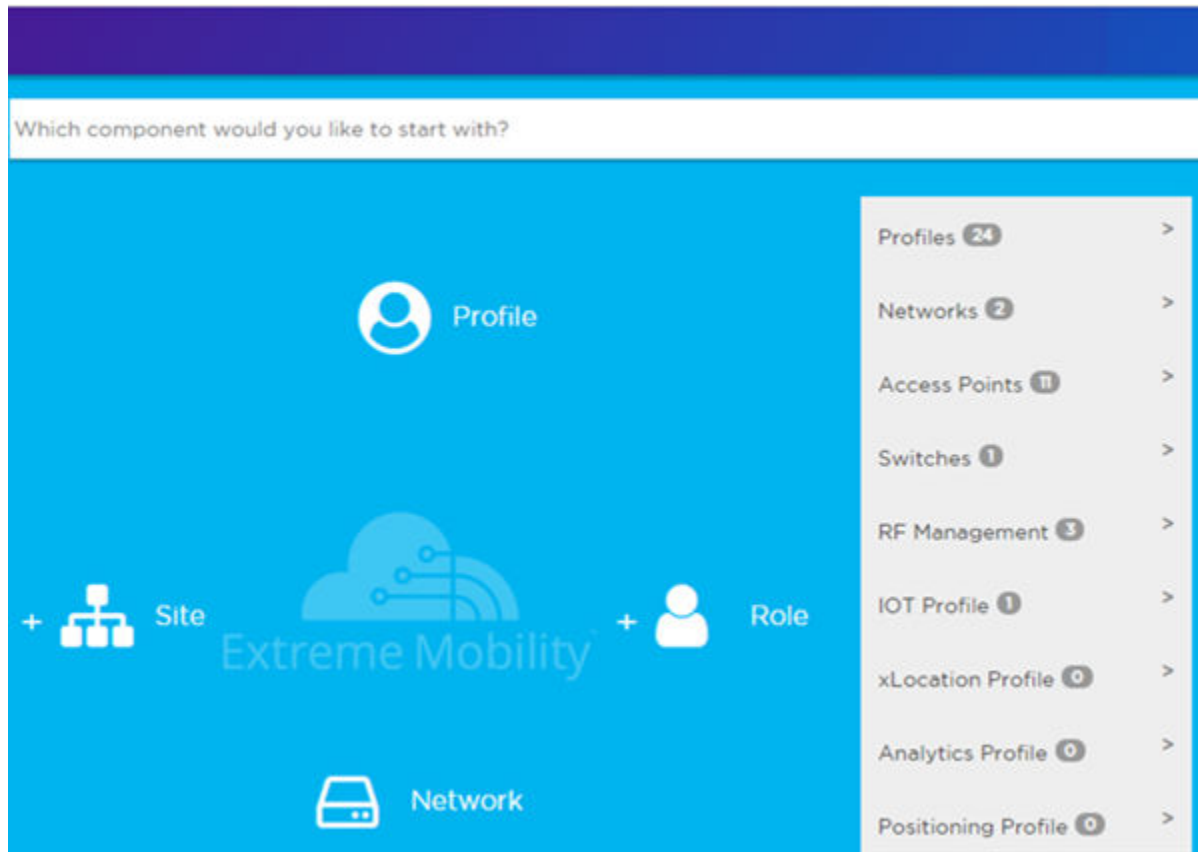 Which component would you like to start with?
Profile
+ Site
Extreme Mobility
+ Role
Network
Profiles 24 >
Networks 2 >
Access Points 11 >
Switches 1 >
RF Management 3 >
IOT Profile 1 >
xLocation Profile 0 >
Analytics Profile 0 >
Positioning Profile 0 >